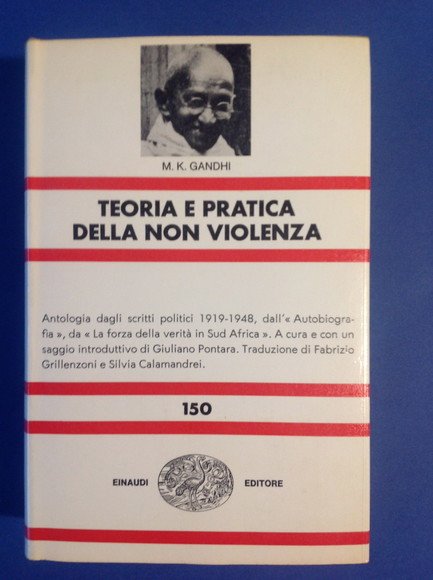 M. K. GANDHI
TEORIA E PRATICA
DELLA NON VIOLENZA
Antologia dagli scritti politici 1919-1948, dall'« Autobiogra-
fia », da « La forza della verità in Sud Africa ». A cura e con un
saggio introduttivo di Giuliano Pontara. Traduzione di Fabrizio
Grillenzoni e Silvia Calamandrei.
150
EINAUDI EDITORE